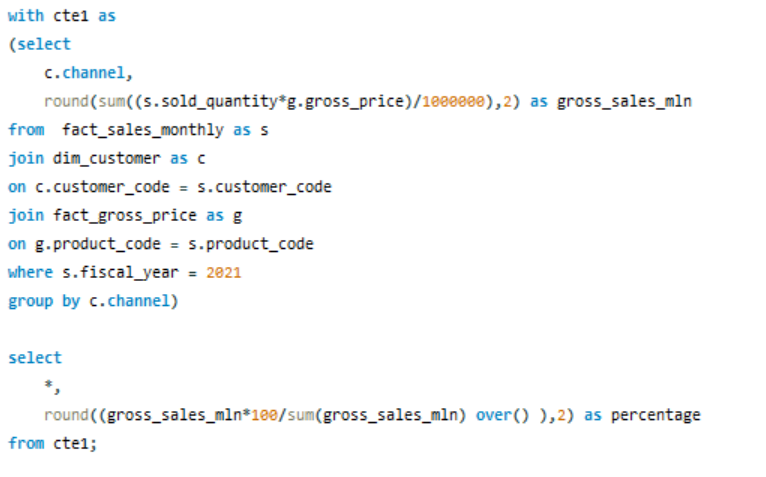 with cte1 as
(select
c.channel,
round(sum((s.sold_quantity*g.gross_price)/1000000),2) as gross_sales_mln
from  fact_sales_monthly as s
join dim_customer as c
on c.customer_code = s.customer_code
join fact_gross_price as g
on g.product_code = s.product_code
where s.fiscal_year = 2021
group by c.channel)
select
*,
round((gross_sales_mln*100/sum(gross_sales_mln) over() ),2) as percentage
from cte1;